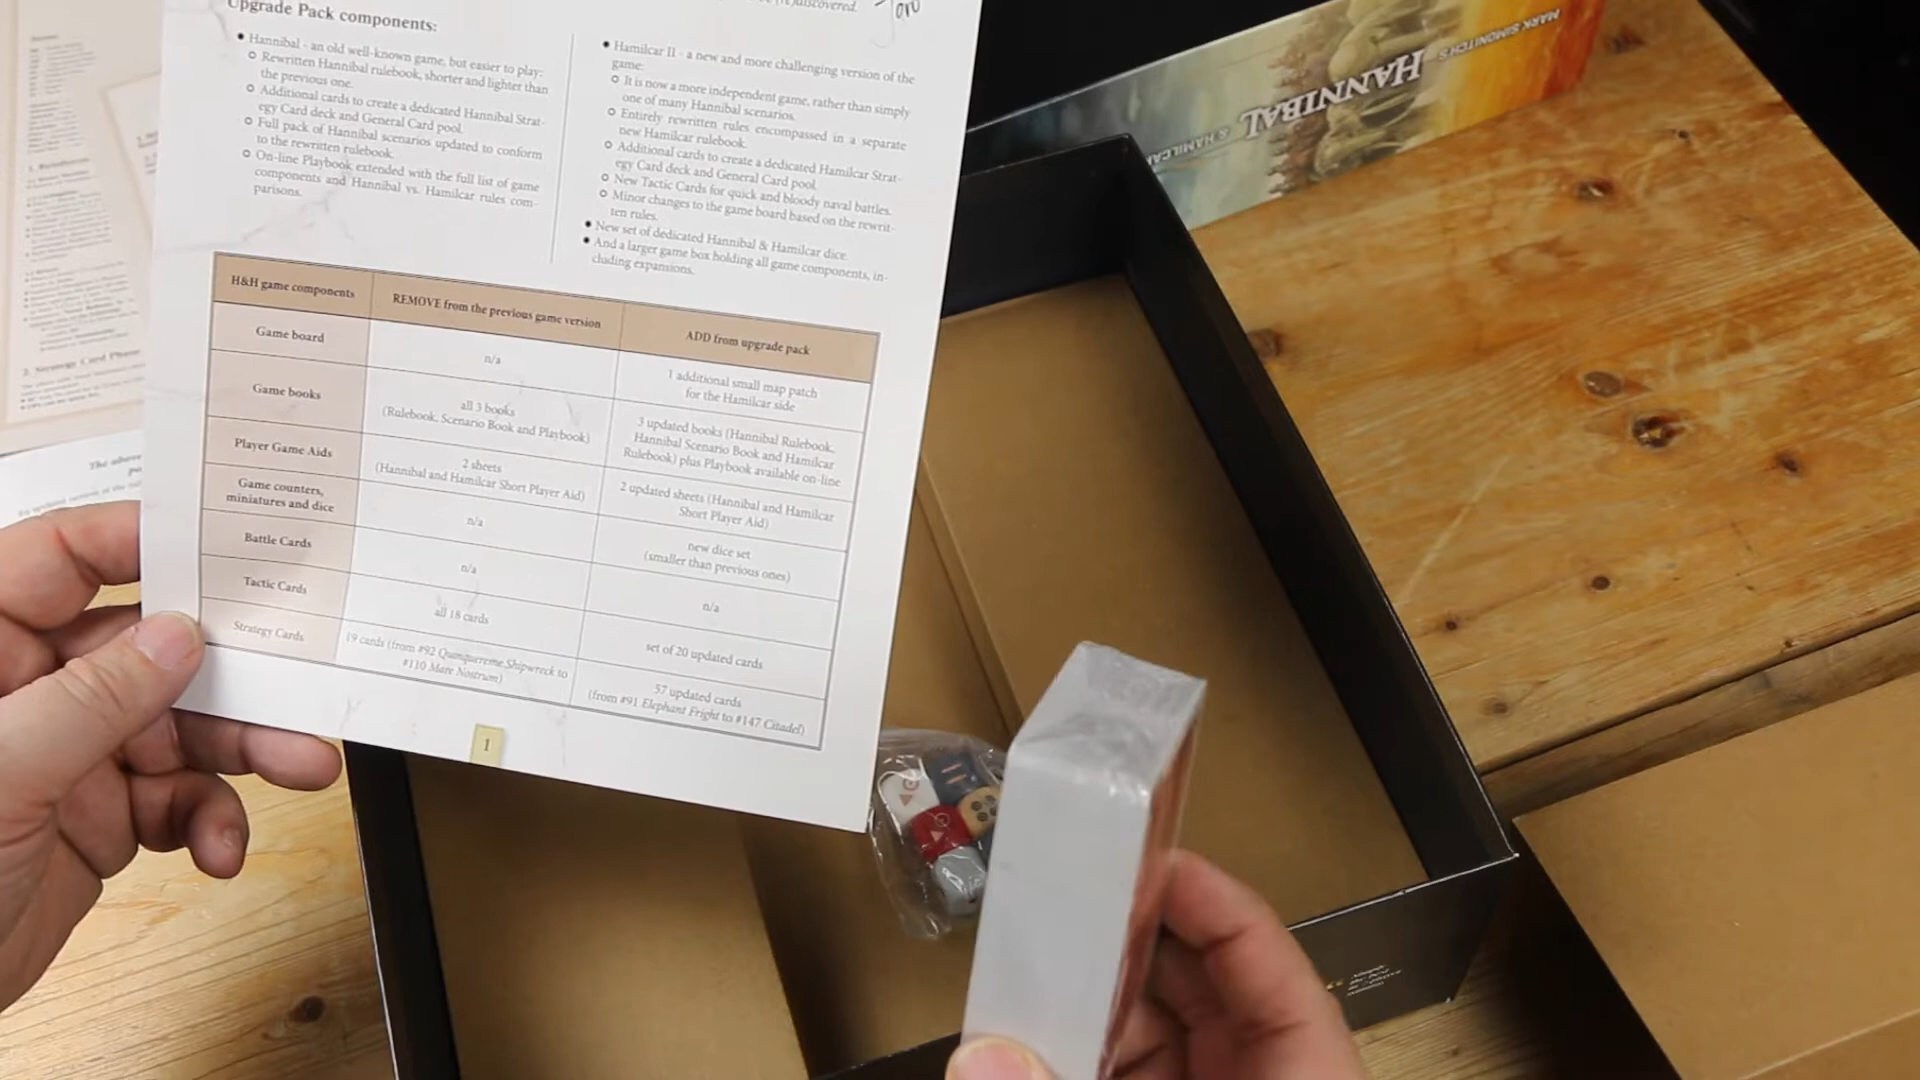 (re)discovered.
Upgrade Pack components:
• Hannibal - an old well-known game, but easier to play:
o Rewritten Hannibal rulebook, shorter and lighter than
the previous one.
o Additional cards to create a dedicated Hannibal Strat-
egy Card deck and General Card pool.
o Full pack of Hannibal scenarios updated to conform
to the rewritten rulebook.
o On-line Playbook extended with the full list of game
components and Hannibal vs. Hamilcar rules com-
parisons.
• Hamilcar II - a new and more challenging version of the
game:
o It is now a more independent game, rather than simply
one of many Hannibal scenarios.
o Entirely rewritten rules encompassed in a separate
new Hamilcar rulebook.
o Additional cards to create a dedicated Hamilcar Strat-
egy Card deck and General Card pool.
o New Tactic Cards for quick and bloody naval battles.
o Minor changes to the game board based on the rewrit-
ten rules.
• New set of dedicated Hannibal & Hamilcar dice.
• And a larger game box holding all game components, in-
cluding expansions.
H&H game components
REMOVE from the previous game version
ADD from upgrade pack
Game board
n/a
1 additional small map patch
for the Hamilcar side
Game books
all 3 books
(Rulebook, Scenario Book and Playbook)
3 updated books (Hannibal Rulebook,
Hannibal Scenario Book and Hamilcar
Rulebook) plus Playbook available on-line
Player Game Aids
2 sheets
(Hannibal and Hamilcar Short Player Aid)
2 updated sheets (Hannibal and Hamilcar
Short Player Aid)
Game counters,
miniatures and dice
n/a
new dice set
(smaller than previous ones)
Battle Cards
n/a
n/a
Tactic Cards
all 18 cards
set of 20 updated cards
Strategy Cards
19 cards (from #92 Quinquereme Shipwreck to
#110 Mare Nostrum)
57 updated cards
(from #91 Elephant Fright to #147 Citadel)
1
MARK SIMONITCH'S
HANNIBAL
& HAMILCAR
The above
2. Strategy Card Phase